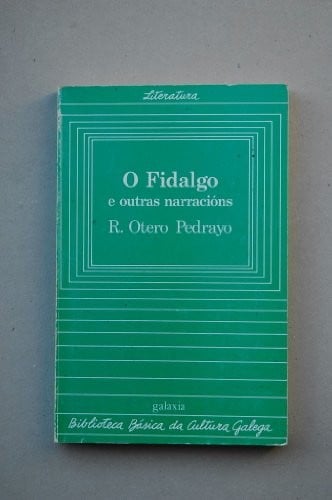 Literatura
O Fidalgo
e outras narracións
R. Otero Pedrayo
galaxia
Biblioteca Básica da Cultura Galega